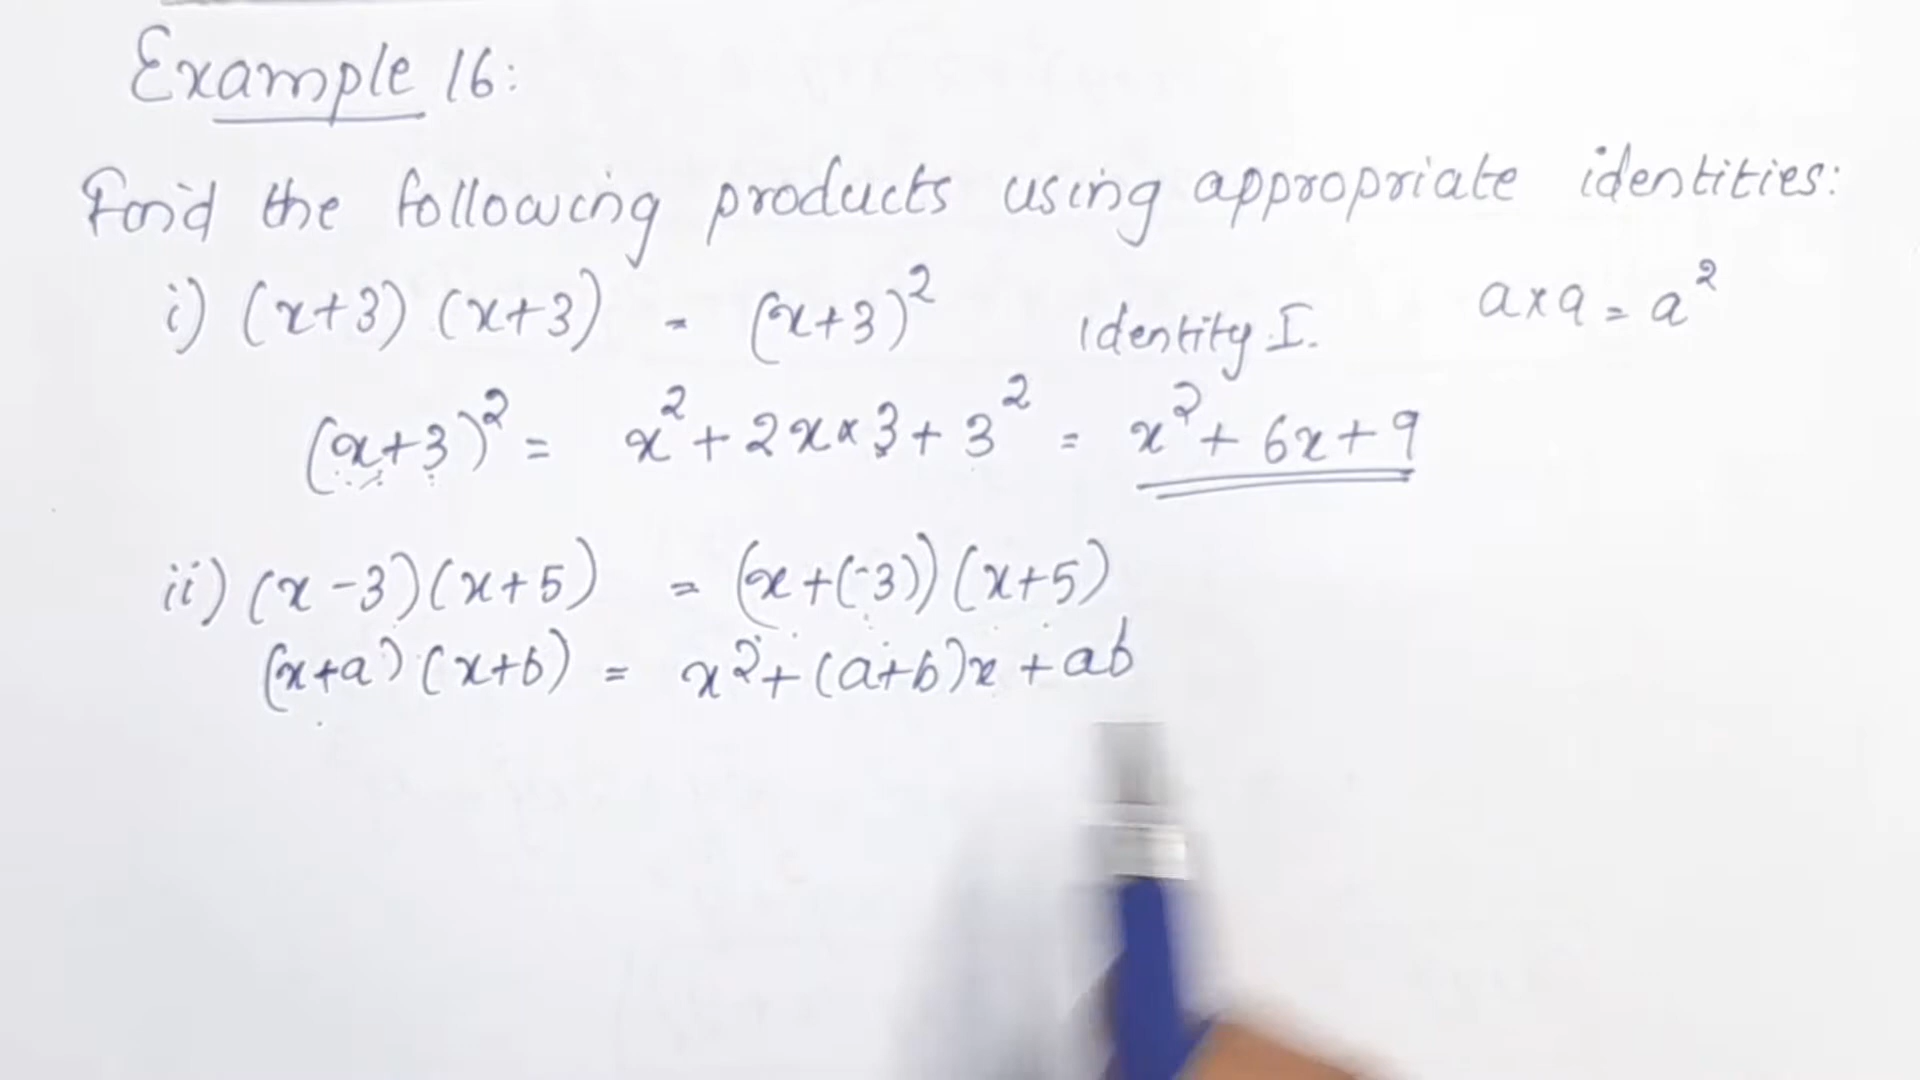 Example 16:
Find the following products using appropriate identities:
i) (x+3) (x+3) = (x+3)² Identity I. a×a = a²
(x+3)² = x² + 2x×3 + 3² = x² + 6x + 9
ii) (x-3)(x+5) = (x+(-3))(x+5)
(x+a)(x+b) = x²+(a+b)x + ab